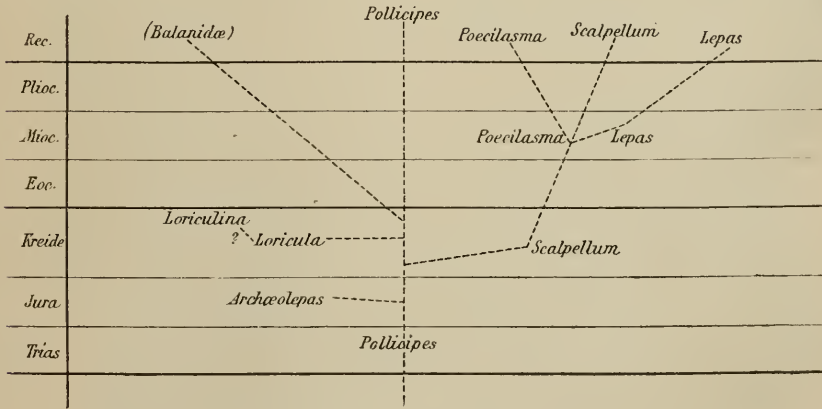 Pollicipes
Rec. (Balanidæ) Poecilasma Scalpellum Lepas
Plioc.
Mioc. Poecilasma Lepas
Eoc.
Kreide Loriculina
? Loricula Scalpellum
Jura Archæolepas
Trias Pollicipes